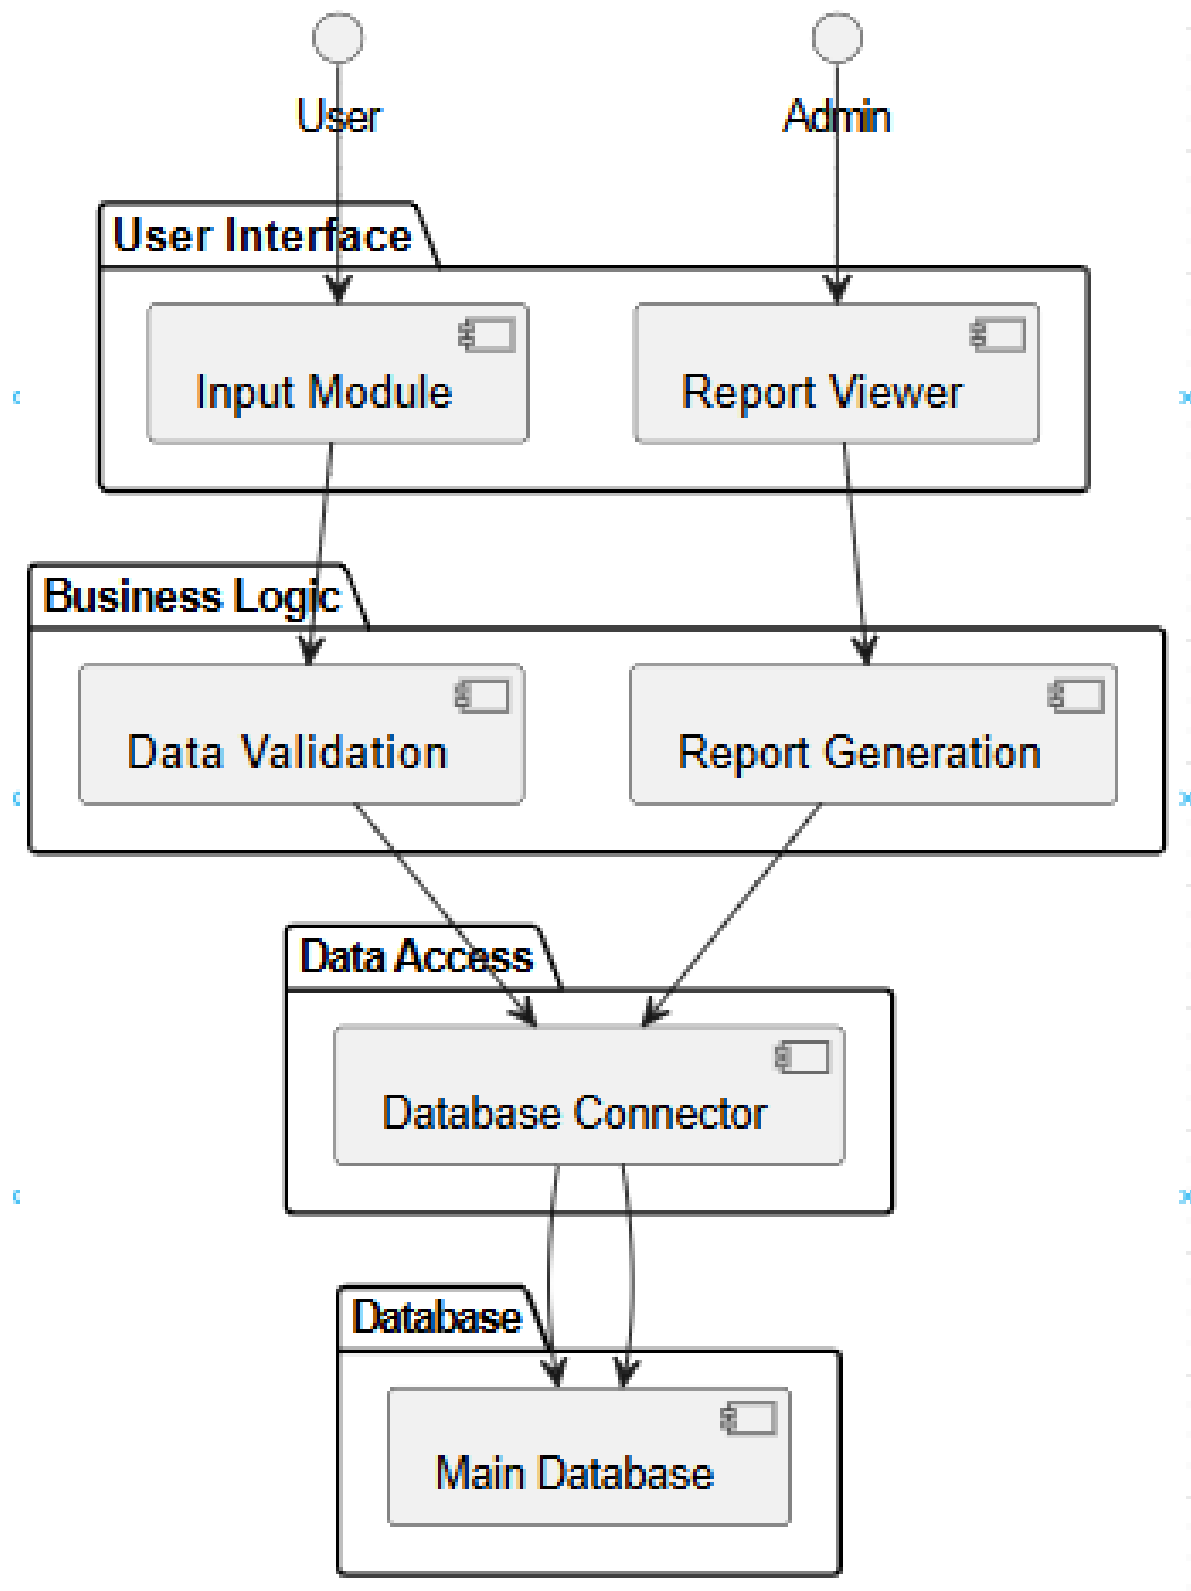 User
Admin
User Interface
Input Module
Report Viewer
Business Logic
Data Validation
Report Generation
Data Access
Database Connector
Database
Main Database